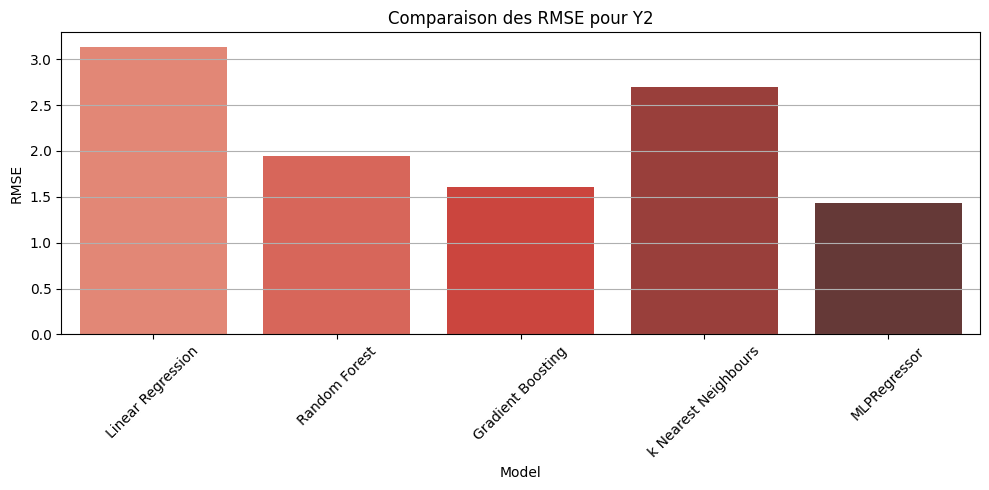 Comparaison des RMSE pour Y2
RMSE
3.0
2.5
2.0
1.5
1.0
0.5
0.0
Linear Regression
Random Forest
Gradient Boosting
k Nearest Neighbours
MLPRegressor
Model